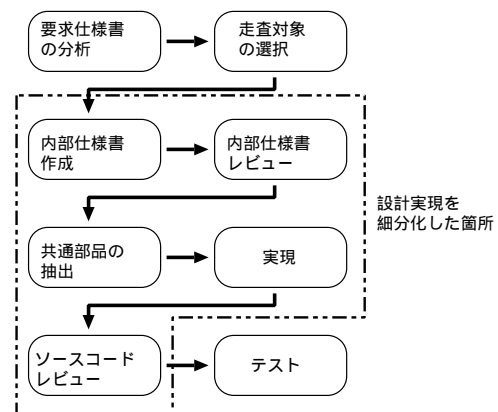 要求仕様書
の分析
走査対象
の選択
内部仕様書
作成
内部仕様書
レビュー
設計実現を
細分化した箇所
共通部品の
抽出
実現
ソースコード
レビュー
テスト